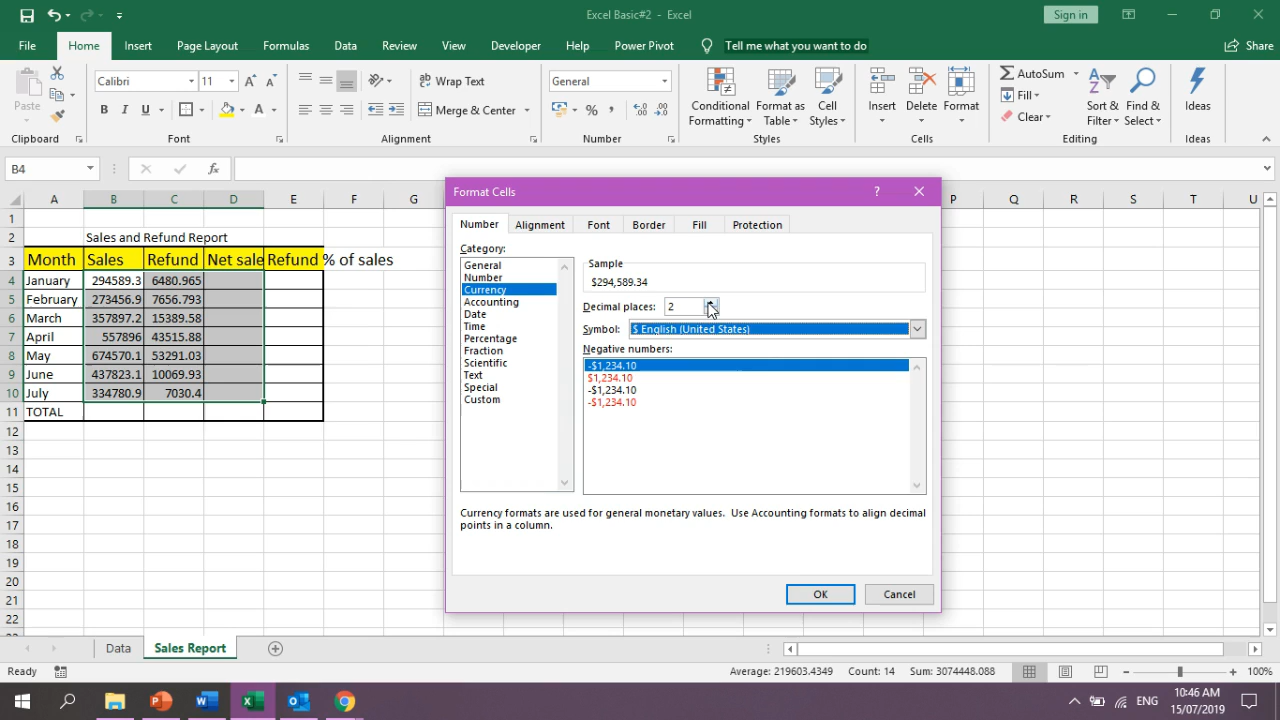 Excel Basic#2 - Excel
Sign in
File Home Insert Page Layout Formulas Data Review View Developer Help Power Pivot Tell me what you want to do Share
Paste
Calibri 11
B I U
Wrap Text
Merge & Center
General
Conditional Formatting
Format as Table
Cell Styles
Insert Delete Format
AutoSum
Fill
Clear
Sort & Filter
Find & Select
Ideas
Clipboard Font Alignment Number Styles Cells Editing Ideas
B4
A B C D E F G P Q R S T U
1
2 Sales and Refund Report
3 Month Sales Refund Net sale Refund % of sales
4 January 294589.3 6480.965
5 February 273456.9 7656.793
6 March 357897.2 15389.58
7 April 557896 43515.88
8 May 674570.1 53291.03
9 June 437823.1 10069.93
10 July 334780.9 7030.4
11 TOTAL
12
13
14
15
16
17
18
19
20
21
22
Format Cells
Number Alignment Font Border Fill Protection
Category:
General
Number
Currency
Accounting
Date
Time
Percentage
Fraction
Scientific
Text
Special
Custom
Sample
$294,589.34
Decimal places: 2
Symbol: $ English (United States)
Negative numbers:
-$1,234.10
$1,234.10
-$1,234.10
-$1,234.10
Currency formats are used for general monetary values. Use Accounting formats to align decimal
points in a column.
OK Cancel
Data Sales Report
Ready Average: 219603.4349 Count: 14 Sum: 3074448.088 100%
ENG 10:46 AM
15/07/2019